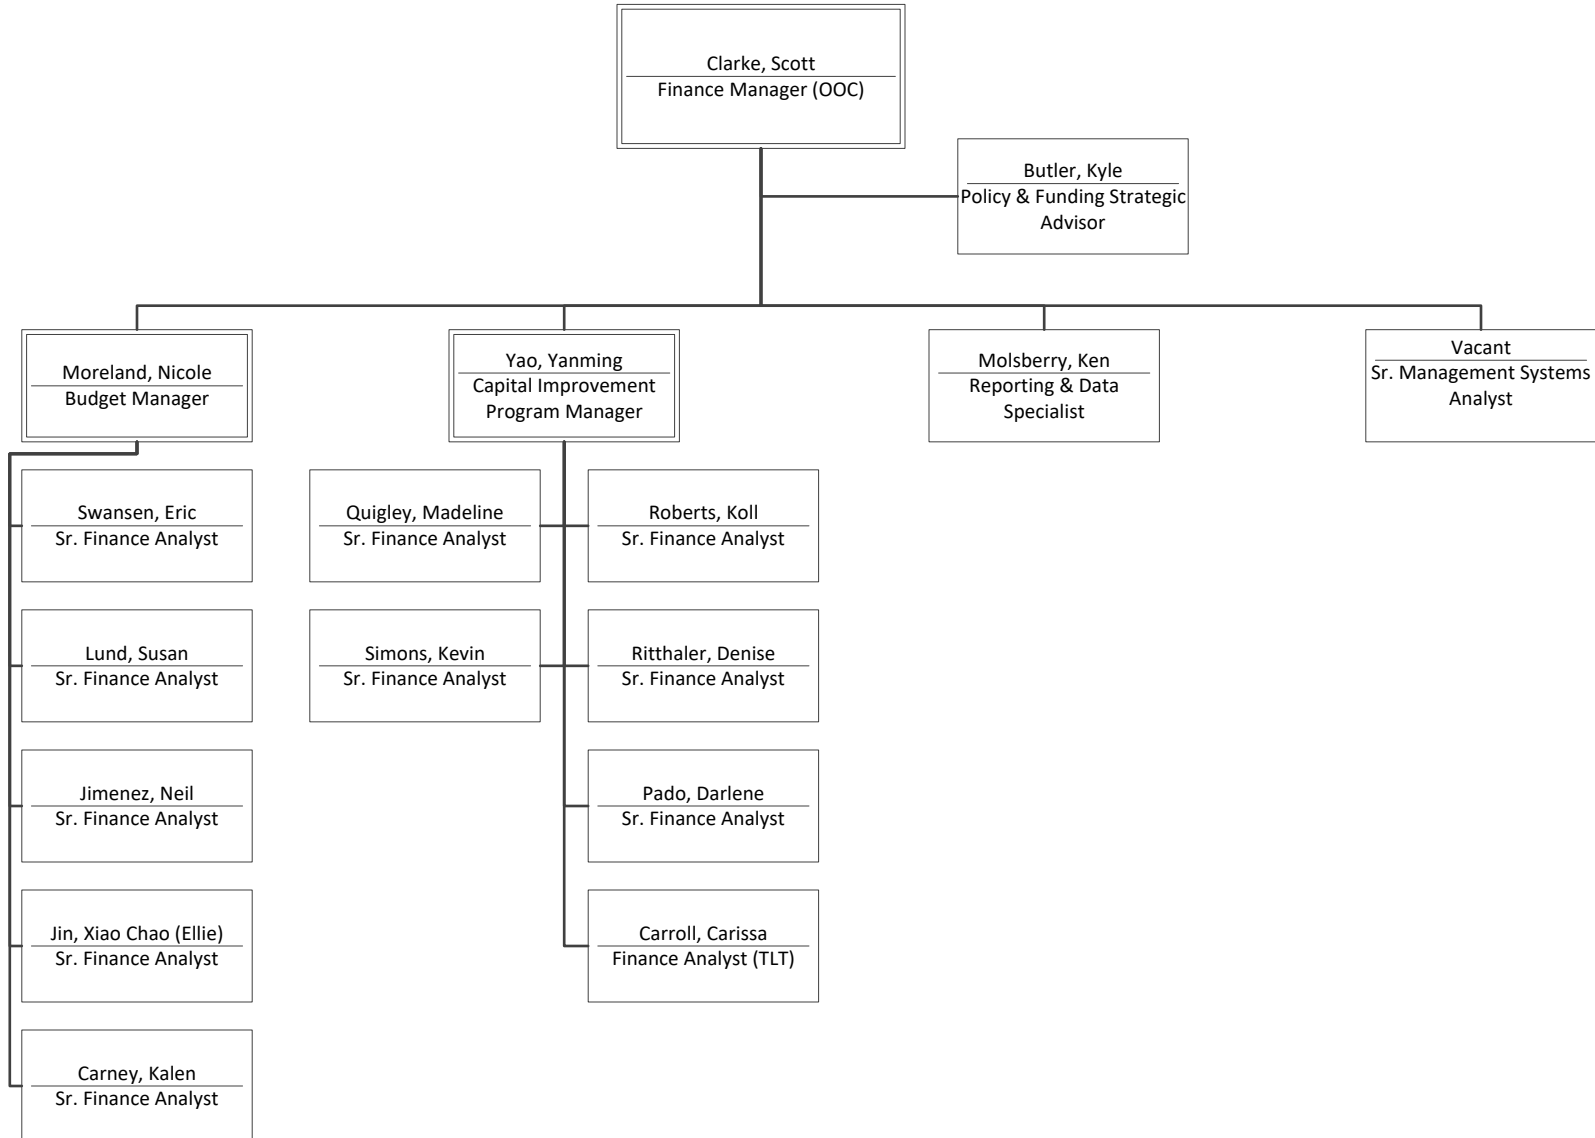 Clarke, Scott
Finance Manager (OOC)
Butler, Kyle
Policy & Funding Strategic
Advisor
Moreland, Nicole
Budget Manager
Yao, Yanming
Capital Improvement
Program Manager
Molsberry, Ken
Reporting & Data
Specialist
Vacant
Sr. Management Systems
Analyst
Swansen, Eric
Sr. Finance Analyst
Quigley, Madeline
Sr. Finance Analyst
Roberts, Koll
Sr. Finance Analyst
Lund, Susan
Sr. Finance Analyst
Simons, Kevin
Sr. Finance Analyst
Ritthaler, Denise
Sr. Finance Analyst
Jimenez, Neil
Sr. Finance Analyst
Pado, Darlene
Sr. Finance Analyst
Jin, Xiao Chao (Ellie)
Sr. Finance Analyst
Carroll, Carissa
Finance Analyst (TLT)
Carney, Kalen
Sr. Finance Analyst